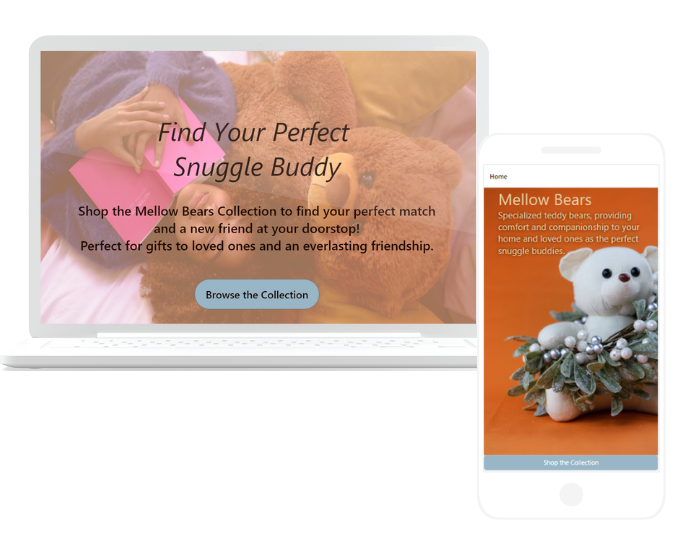 Find Your Perfect
Snuggle Buddy
Shop the Mellow Bears Collection to find your perfect match
and a new friend at your doorstop!
Perfect for gifts to loved ones and an everlasting friendship.
Browse the Collection
Home
Mellow Bears
Specialized teddy bears, providing
comfort and companionship to your
home and loved ones as the perfect
snuggle buddies.
Shop the Collection